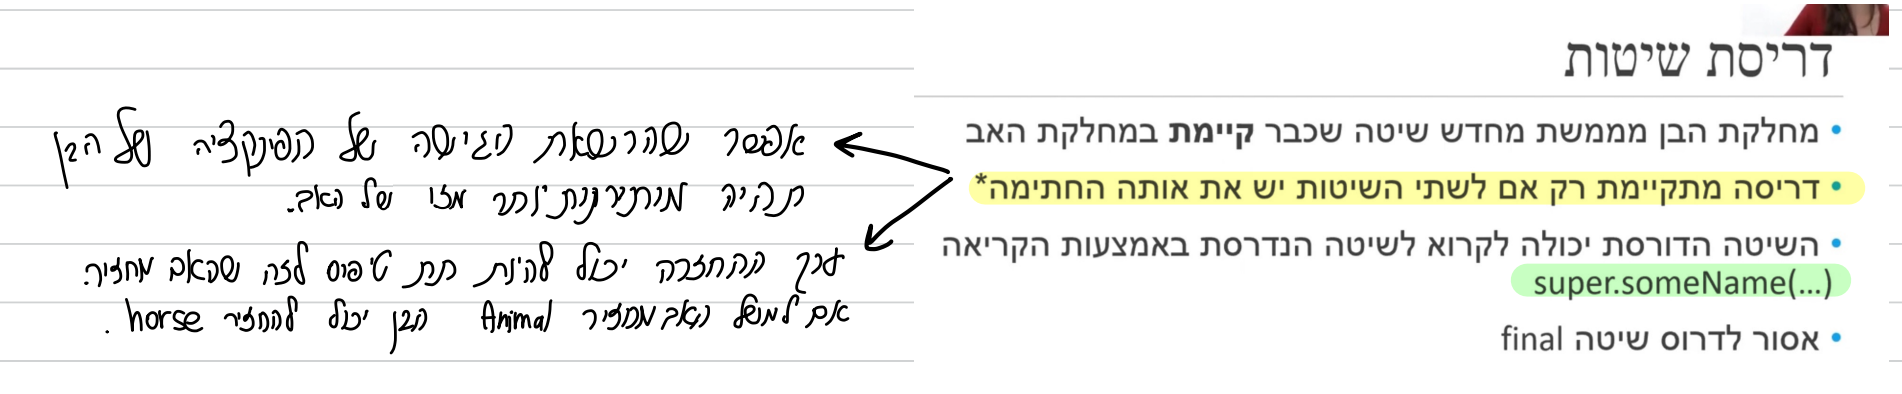 דריסת שיטות
• מחלקת הבן מממשת מחדש שיטה שכבר קיימת במחלקת האב
• דריסה מתקיימת רק אם לשתי השיטות יש את אותה החתימה*
• השיטה הדורסת יכולה לקרוא לשיטה הנדרסת באמצעות הקריאה
super.someName(...)
• אסור לדרוס שיטה final
אפשר שהרשאת הגישה של הפונקציה של הבן
תהיה מתירנית יותר מזו של האב.
ערך ההחזרה יכול להיות תת טיפוס לזה שהאב מחזיר.
אם למשל האב מחזיר Animal הבן יכול להחזיר horse.